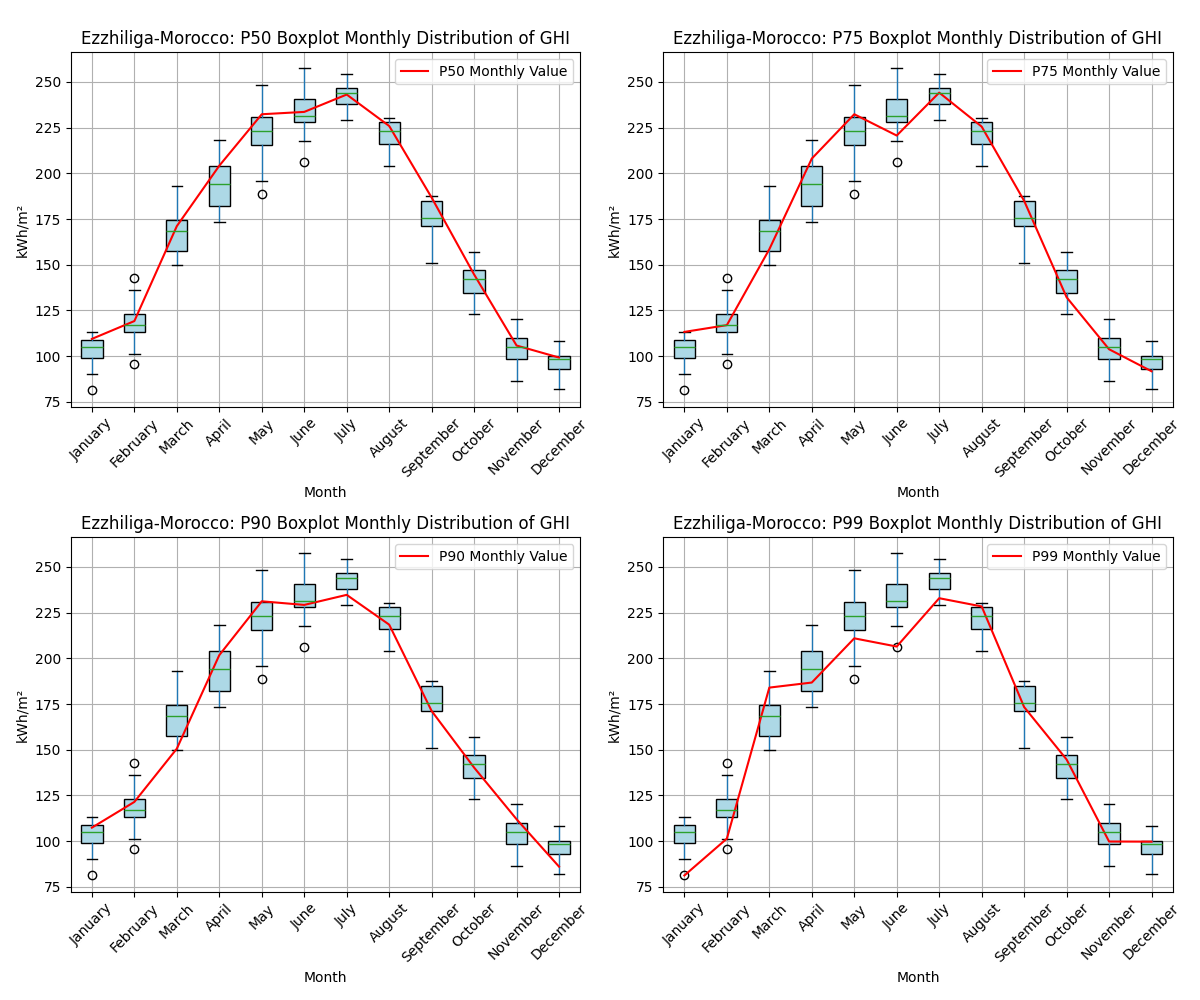 Ezzhiliga-Morocco: P50 Boxplot Monthly Distribution of GHI
P50 Monthly Value
kWh/m²
250
225
200
175
150
125
100
75
January
February
March
April
May
June
July
August
September
October
November
December
Month
Ezzhiliga-Morocco: P75 Boxplot Monthly Distribution of GHI
P75 Monthly Value
kWh/m²
250
225
200
175
150
125
100
75
January
February
March
April
May
June
July
August
September
October
November
December
Month
Ezzhiliga-Morocco: P90 Boxplot Monthly Distribution of GHI
P90 Monthly Value
kWh/m²
250
225
200
175
150
125
100
75
January
February
March
April
May
June
July
August
September
October
November
December
Month
Ezzhiliga-Morocco: P99 Boxplot Monthly Distribution of GHI
P99 Monthly Value
kWh/m²
250
225
200
175
150
125
100
75
January
February
March
April
May
June
July
August
September
October
November
December
Month